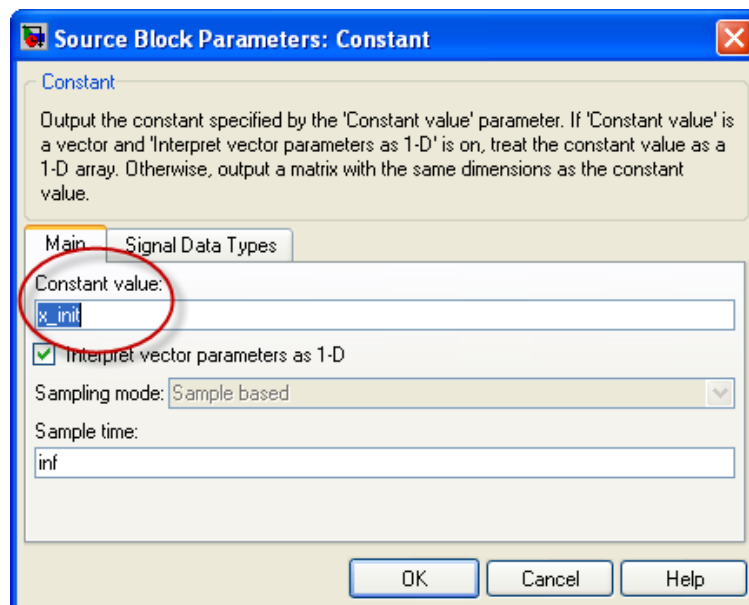 Source Block Parameters: Constant
Constant
Output the constant specified by the 'Constant value' parameter. If 'Constant value' is
a vector and 'Interpret vector parameters as 1-D' is on, treat the constant value as a
1-D array. Otherwise, output a matrix with the same dimensions as the constant
value.
Main Signal Data Types
Constant value:
x_init
Interpret vector parameters as 1-D
Sampling mode: Sample based
Sample time:
inf
OK Cancel Help